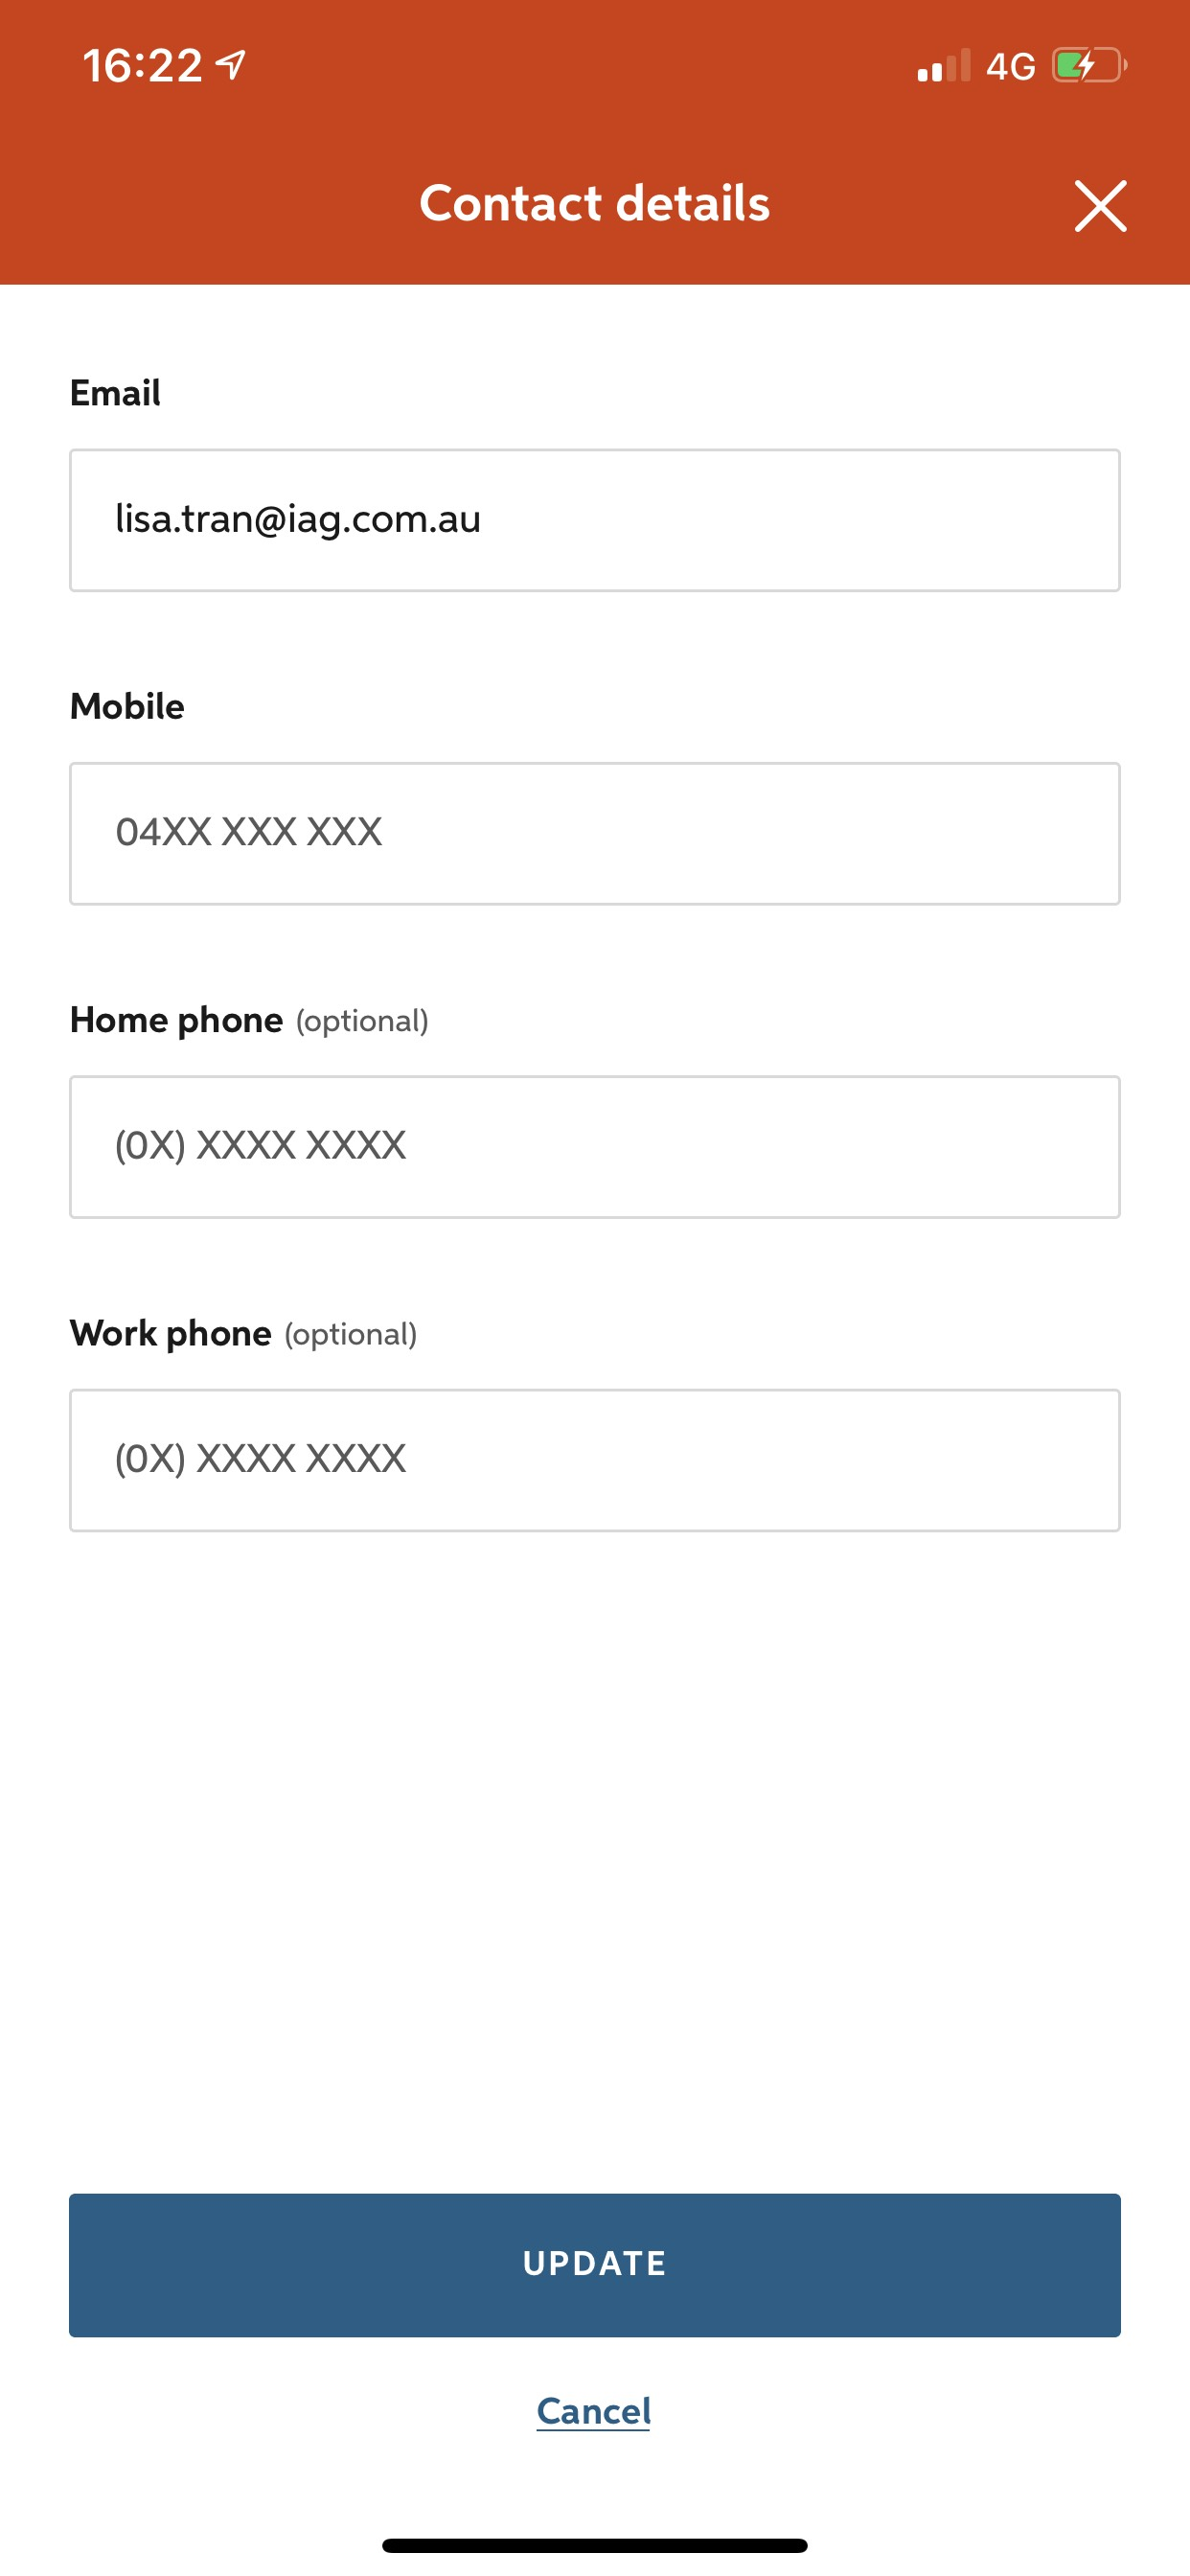 16:22
4G
Contact details
Email
lisa.tran@iag.com.au
Mobile
04XX XXX XXX
Home phone (optional)
(0X) XXXX XXXX
Work phone (optional)
(0X) XXXX XXXX
UPDATE
Cancel